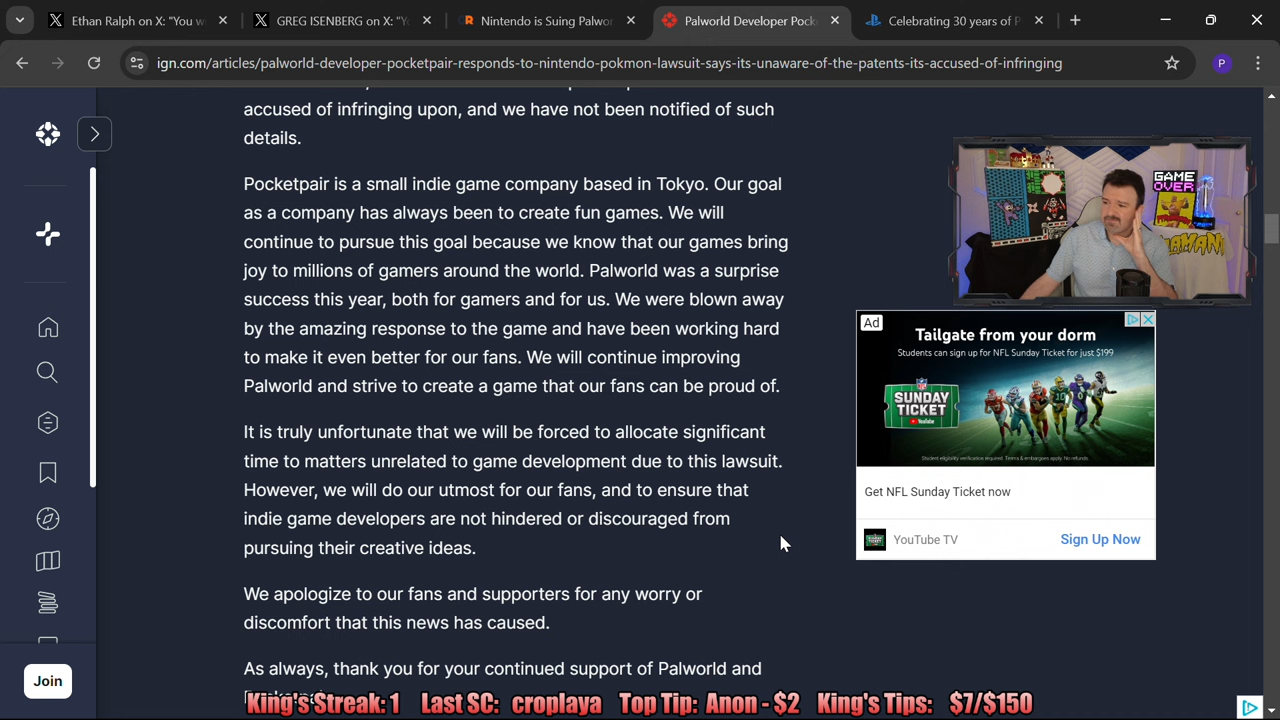 Ethan Ralph on X: "You w
GREG ISENBERG on X: "Y
Nintendo is Suing Palwor
Palworld Developer Pock
Celebrating 30 years of P
ign.com/articles/palworld-developer-pocketpair-responds-to-nintendo-pokmon-lawsuit-says-its-unaware-of-the-patents-its-accused-of-infringing
P
accused of infringing upon, and we have not been notified of such
details.
Pocketpair is a small indie game company based in Tokyo. Our goal
as a company has always been to create fun games. We will
continue to pursue this goal because we know that our games bring
joy to millions of gamers around the world. Palworld was a surprise
success this year, both for gamers and for us. We were blown away
by the amazing response to the game and have been working hard
to make it even better for our fans. We will continue improving
Palworld and strive to create a game that our fans can be proud of.
It is truly unfortunate that we will be forced to allocate significant
time to matters unrelated to game development due to this lawsuit.
However, we will do our utmost for our fans, and to ensure that
indie game developers are not hindered or discouraged from
pursuing their creative ideas.
We apologize to our fans and supporters for any worry or
discomfort that this news has caused.
As always, thank you for your continued support of Palworld and
Join
GAME
OVER
Ad
Tailgate from your dorm
Students can sign up for NFL Sunday Ticket for just $199
NFL
SUNDAY
TICKET
YouTube
Student eligibility verification required. Terms & embargoes apply. No refunds.
Get NFL Sunday Ticket now
YouTube TV
Sign Up Now
King's Streak: 1 Last SC: croplaya Top Tip: Anon - $2 King's Tips: $7/$150